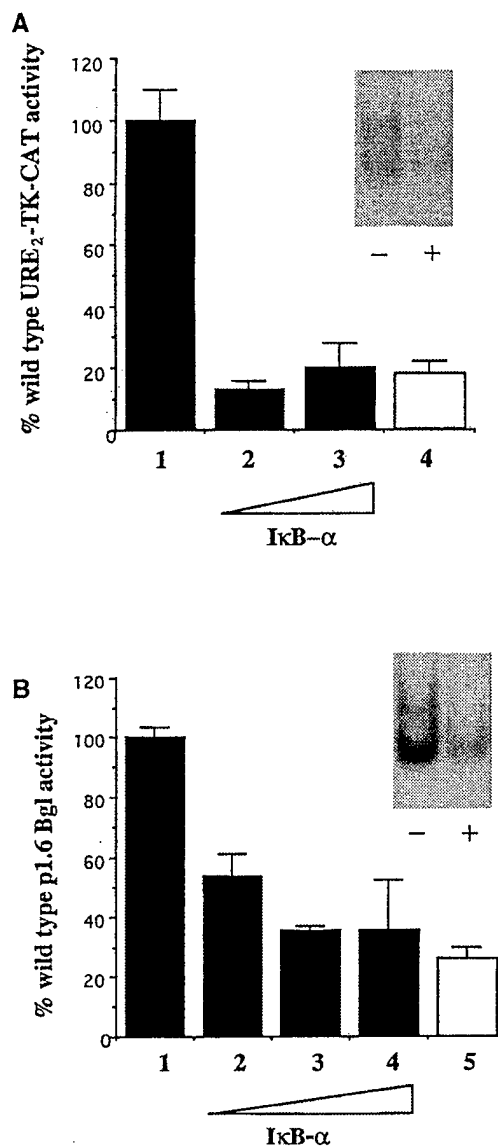 A
% wild type URE₂-TK-CAT activity
120
100
80
60
40
20
0
− +
1 2 3 4
IκB–α
B
% wild type p1.6 Bgl activity
120
100
80
60
40
20
0
− +
1 2 3 4 5
IκB-α